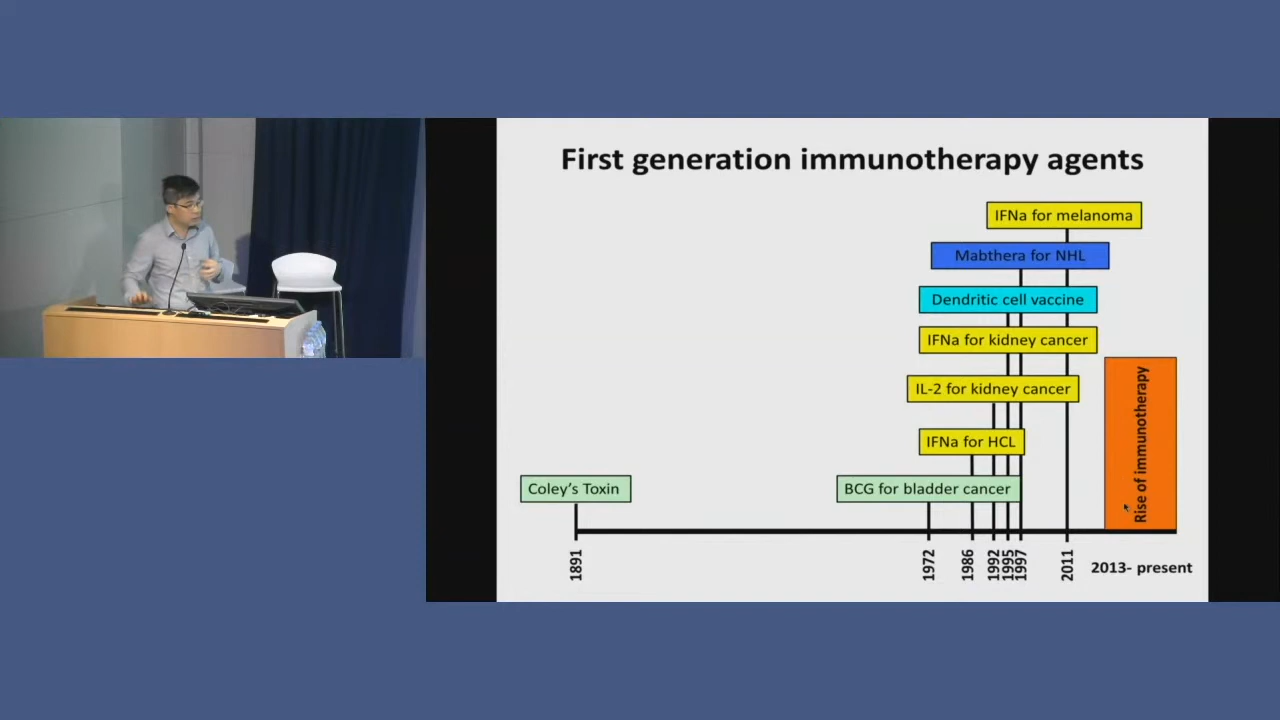 First generation immunotherapy agents
IFNa for melanoma
Mabthera for NHL
Dendritic cell vaccine
IFNa for kidney cancer
IL-2 for kidney cancer
IFNa for HCL
Coley's Toxin
BCG for bladder cancer
Rise of immunotherapy
1891
1972
1986
1992
1995
1997
2011
2013- present